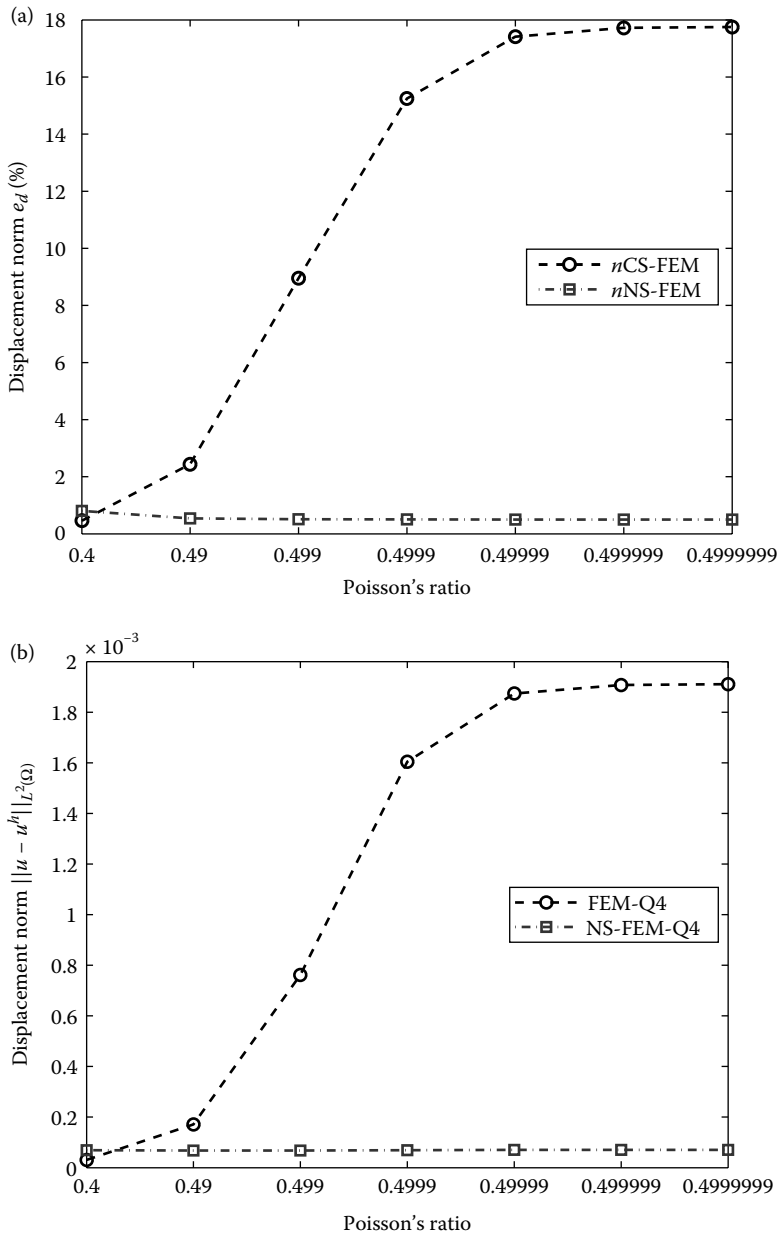 (a)
18
16
14
12
10
8
6
4
2
0
Displacement norm e_d (%)
nCS-FEM
nNS-FEM
0.4 0.49 0.499 0.4999 0.49999 0.499999 0.4999999
Poisson's ratio
(b)
× 10⁻³
2
1.8
1.6
1.4
1.2
1
0.8
0.6
0.4
0.2
0
Displacement norm ||u – u^h||_{L²(Ω)}
FEM-Q4
NS-FEM-Q4
0.4 0.49 0.499 0.4999 0.49999 0.499999 0.4999999
Poisson's ratio